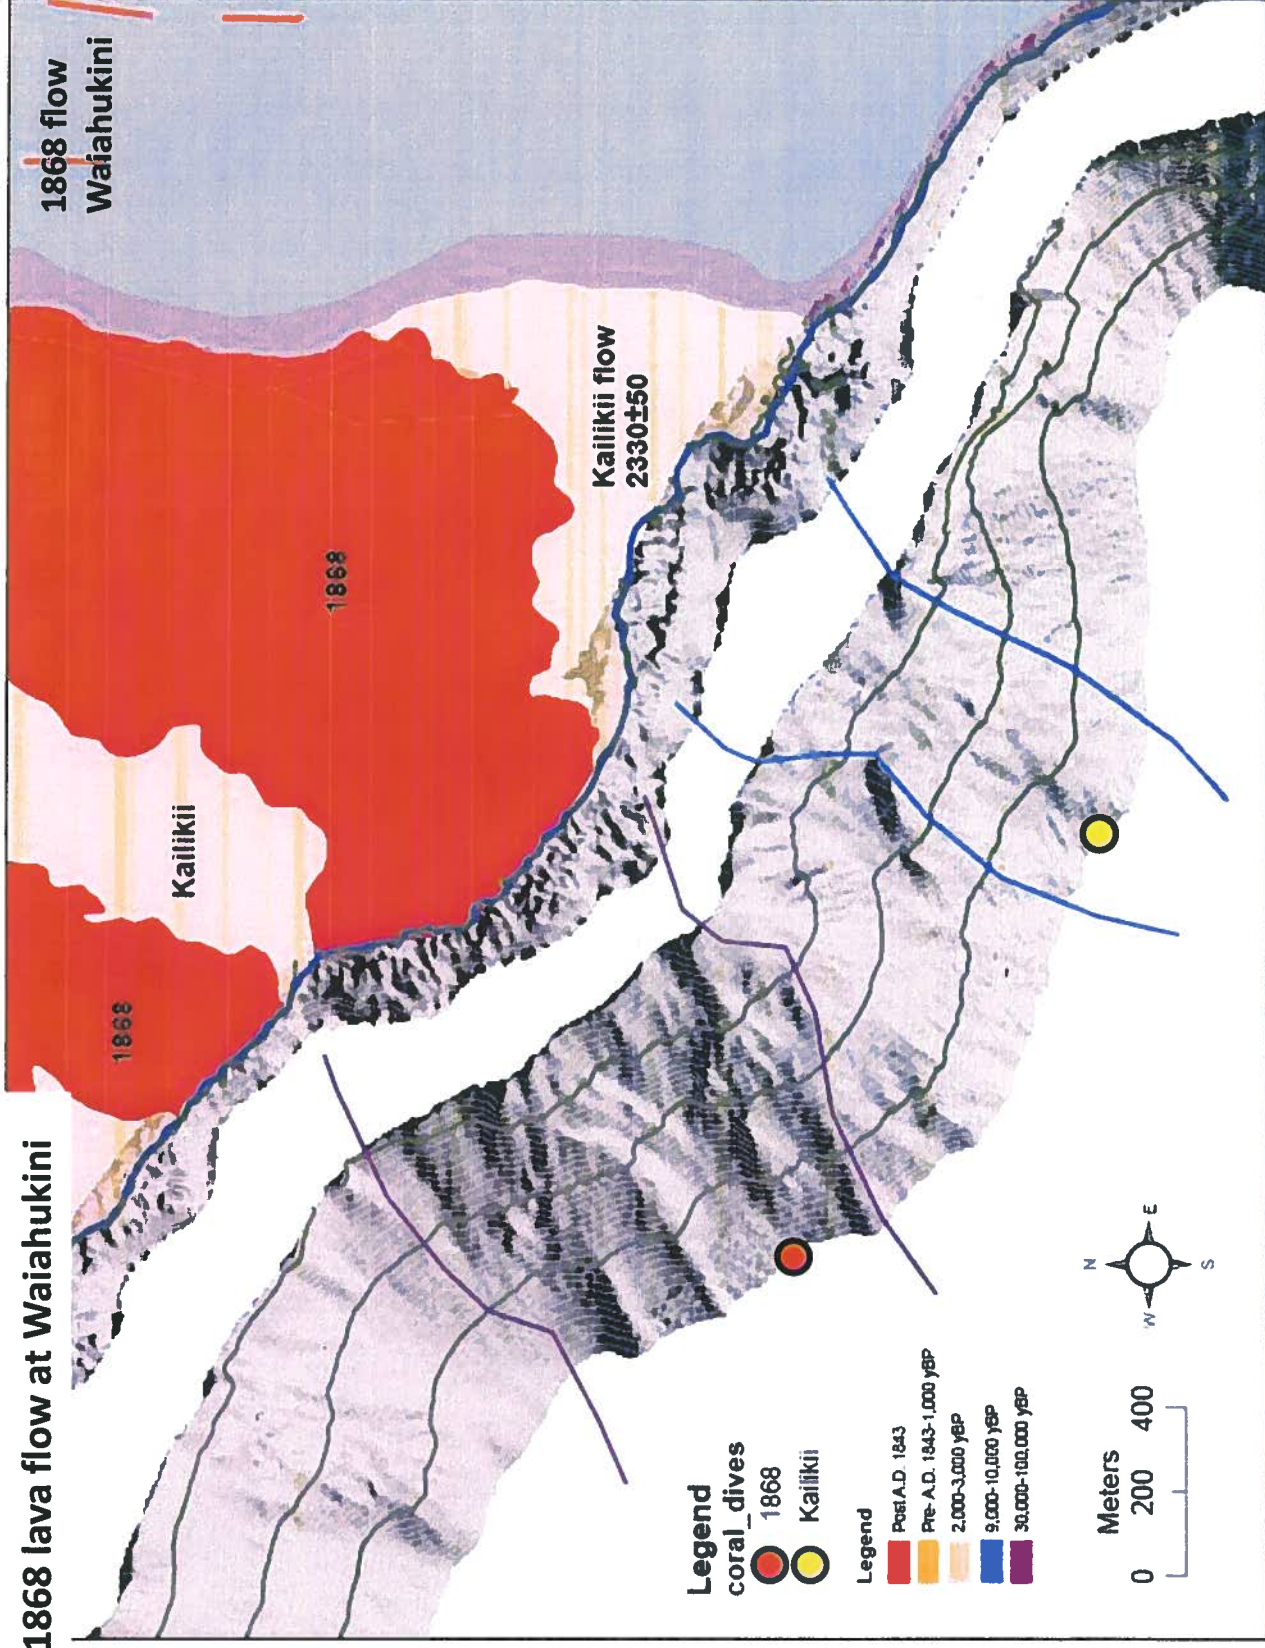 1868 lava flow at Waiahukini
1868 flow
Waiahukini
1868
Kailikii
1868
Kailikii flow
2330±50
Legend
coral_dives
1868
Kailikii
Legend
Post A.D. 1843
Pre- A.D. 1843-1,000 yBP
2,000-3,000 yBP
9,000-10,000 yBP
30,000-100,000 yBP
Meters
0 200 400
N
W E
S